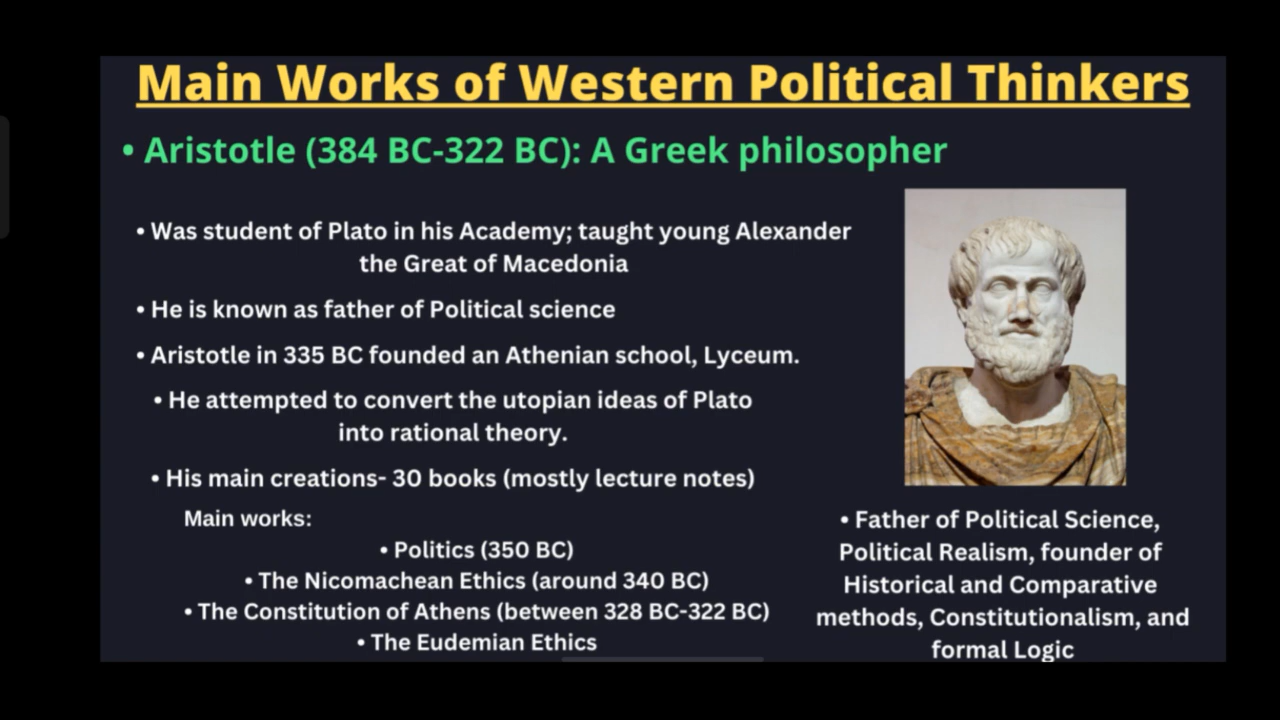 Main Works of Western Political Thinkers
• Aristotle (384 BC-322 BC): A Greek philosopher
• Was student of Plato in his Academy; taught young Alexander
the Great of Macedonia
• He is known as father of Political science
• Aristotle in 335 BC founded an Athenian school, Lyceum.
• He attempted to convert the utopian ideas of Plato
into rational theory.
• His main creations- 30 books (mostly lecture notes)
Main works:
• Politics (350 BC)
• The Nicomachean Ethics (around 340 BC)
• The Constitution of Athens (between 328 BC-322 BC)
• The Eudemian Ethics
• Father of Political Science,
Political Realism, founder of
Historical and Comparative
methods, Constitutionalism, and
formal Logic